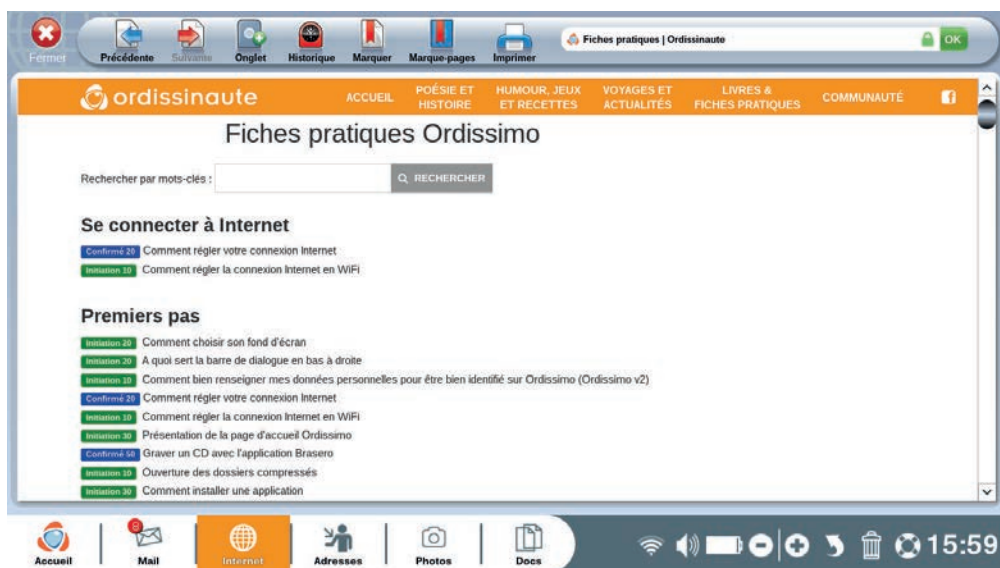 Fermer
Précédente
Suivante
Onglet
Historique
Marquer
Marque-pages
Imprimer
Fiches pratiques | Ordissinaute
OK
ordissinaute
ACCUEIL
POÉSIE ET
HISTOIRE
HUMOUR, JEUX
ET RECETTES
VOYAGES ET
ACTUALITÉS
LIVRES &
FICHES PRATIQUES
COMMUNAUTÉ
f
Fiches pratiques Ordissimo
Rechercher par mots-clés :
RECHERCHER
Se connecter à Internet
Confirmé 20 Comment régler votre connexion Internet
Initiation 10 Comment régler la connexion Internet en WiFi
Premiers pas
Initiation 20 Comment choisir son fond d'écran
Initiation 20 A quoi sert la barre de dialogue en bas à droite
Initiation 10 Comment bien renseigner mes données personnelles pour être bien identifié sur Ordissimo (Ordissimo v2)
Confirmé 20 Comment régler votre connexion Internet
Initiation 10 Comment régler la connexion Internet en WiFi
Initiation 30 Présentation de la page d'accueil Ordissimo
Confirmé 50 Graver un CD avec l'application Brasero
Initiation 10 Ouverture des dossiers compressés
Initiation 30 Comment installer une application
Accueil
8
Mail
Internet
Adresses
Photos
Docs
15:59